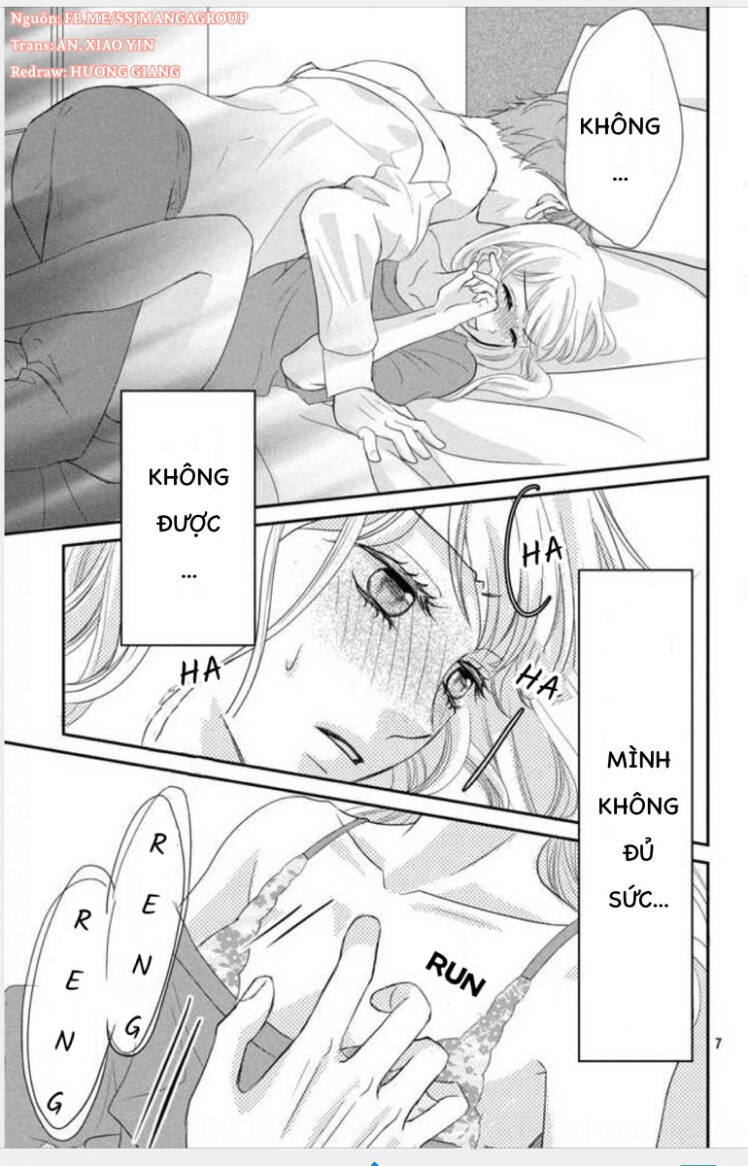 Nguồn: FB.ME/SSJMANGAGROUP
Trans: AN, XIAO YIN
Redraw: HƯƠNG GIANG
KHÔNG
...
KHÔNG
ĐƯỢC
...
HA
HA
HA
MÌNH
KHÔNG
ĐỦ
SỨC...
RENG
RENG
RUN
7